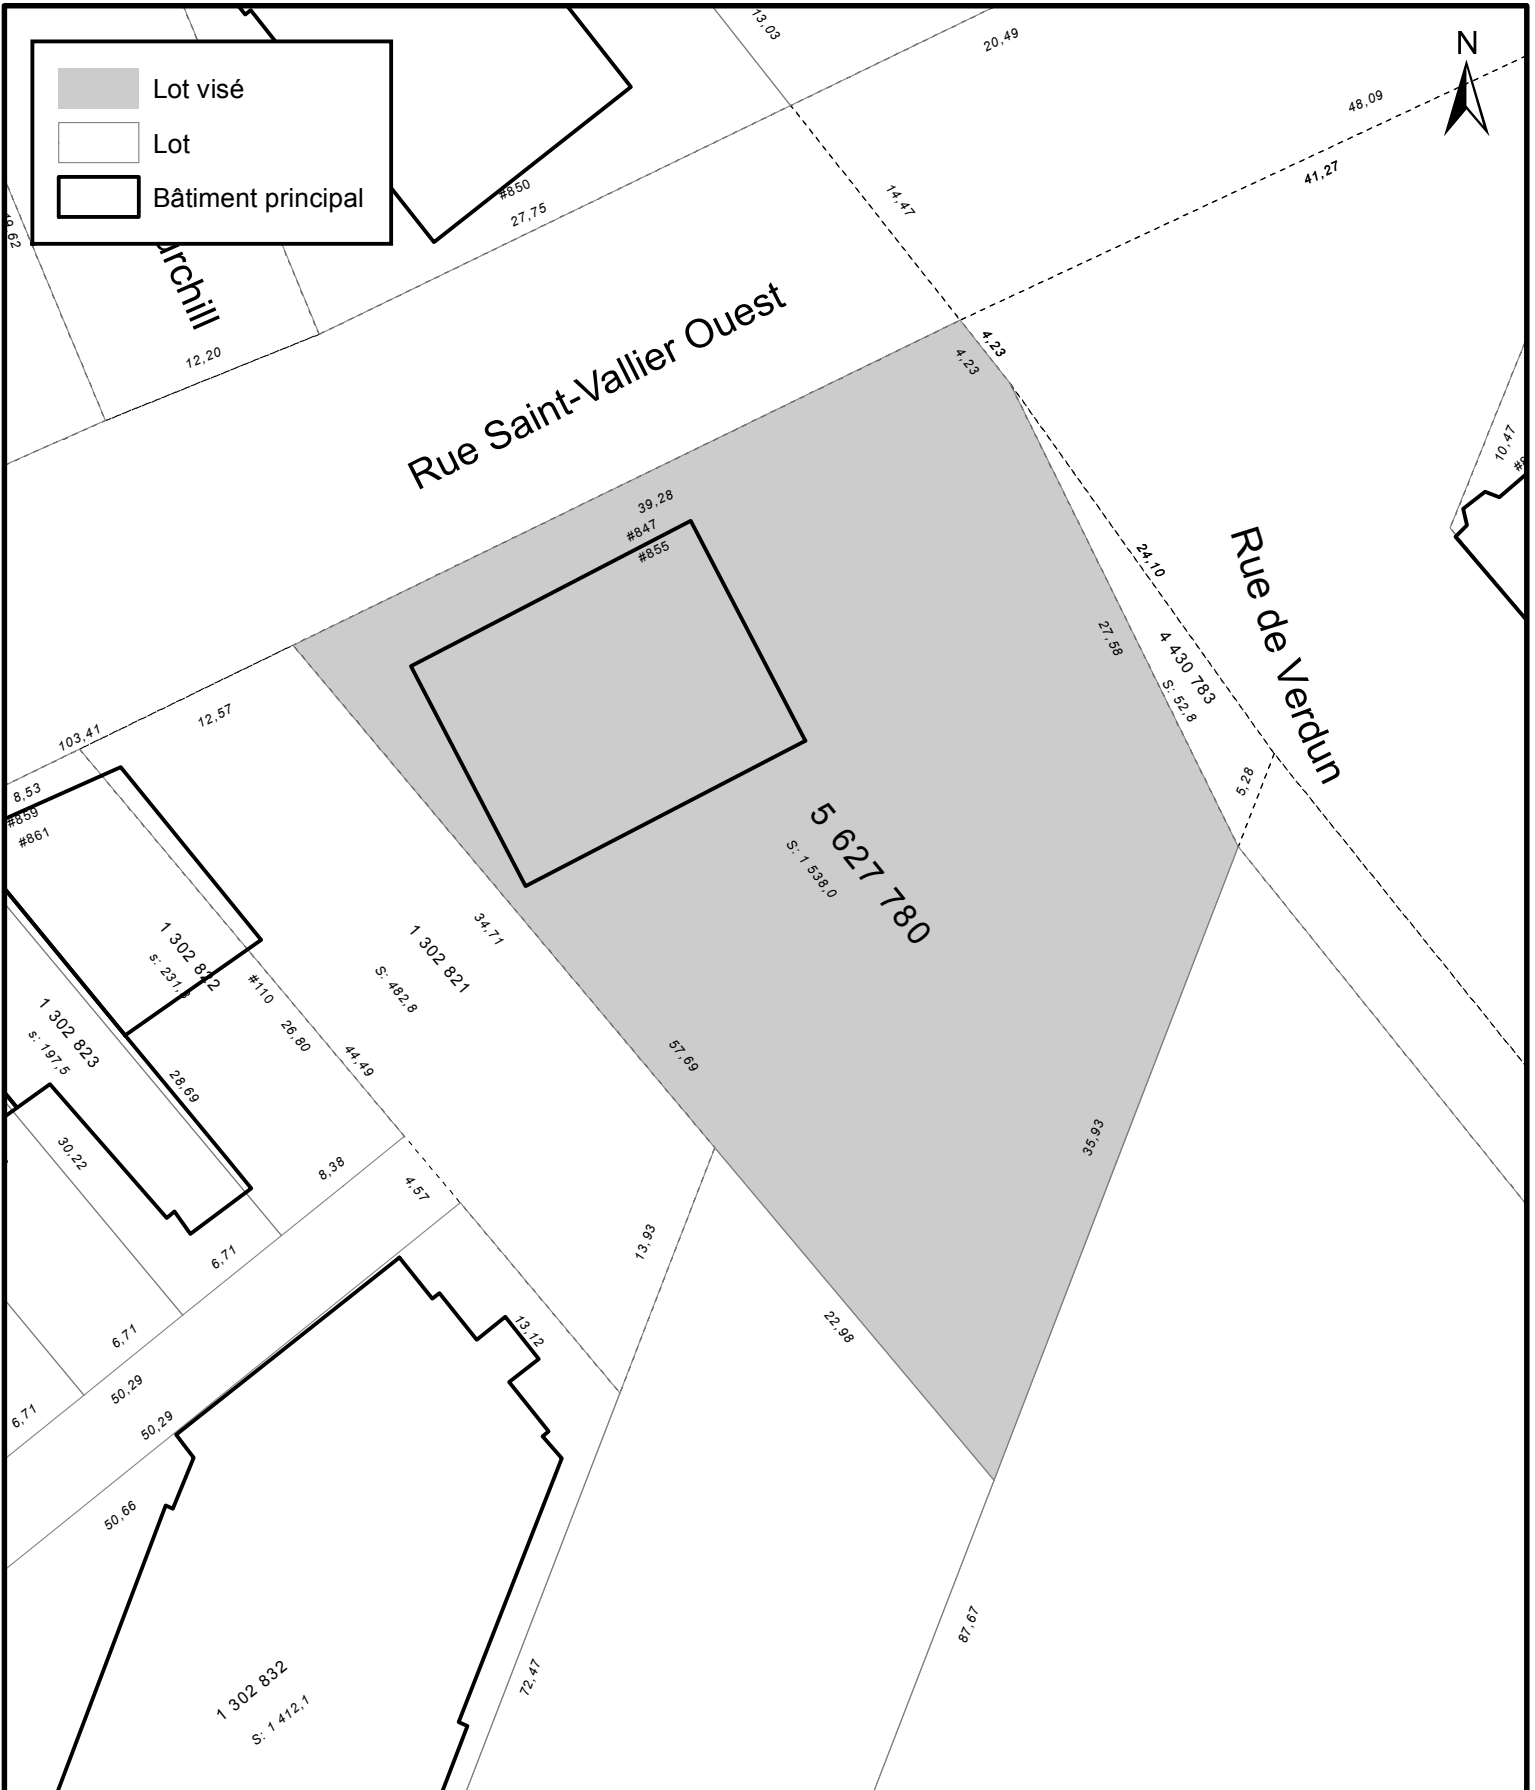 13,03
20,49
N
Lot visé
Lot
Bâtiment principal
48,09
41,27
#850
27,75
14,47
urchill
12,20
Rue Saint-Vallier Ouest
4,23
4,23
10,47
39,28
#847
#855
24,10
Rue de Verdun
27,58
4 430 783
S: 52,8
12,57
103,41
5,28
8,53
#859
#861
5 627 780
S: 1 538,0
34,71
1 302 821
S: 482,8
1 302 822
s: 231,
#110
26,80
44,49
1 302 823
s: 197,5
28,69
57,69
30,22
8,38
4,57
35,93
13,93
6,71
13,12
22,98
6,71
50,29
6,71
50,29
50,66
87,67
72,47
1 302 832
S: 1 412,1